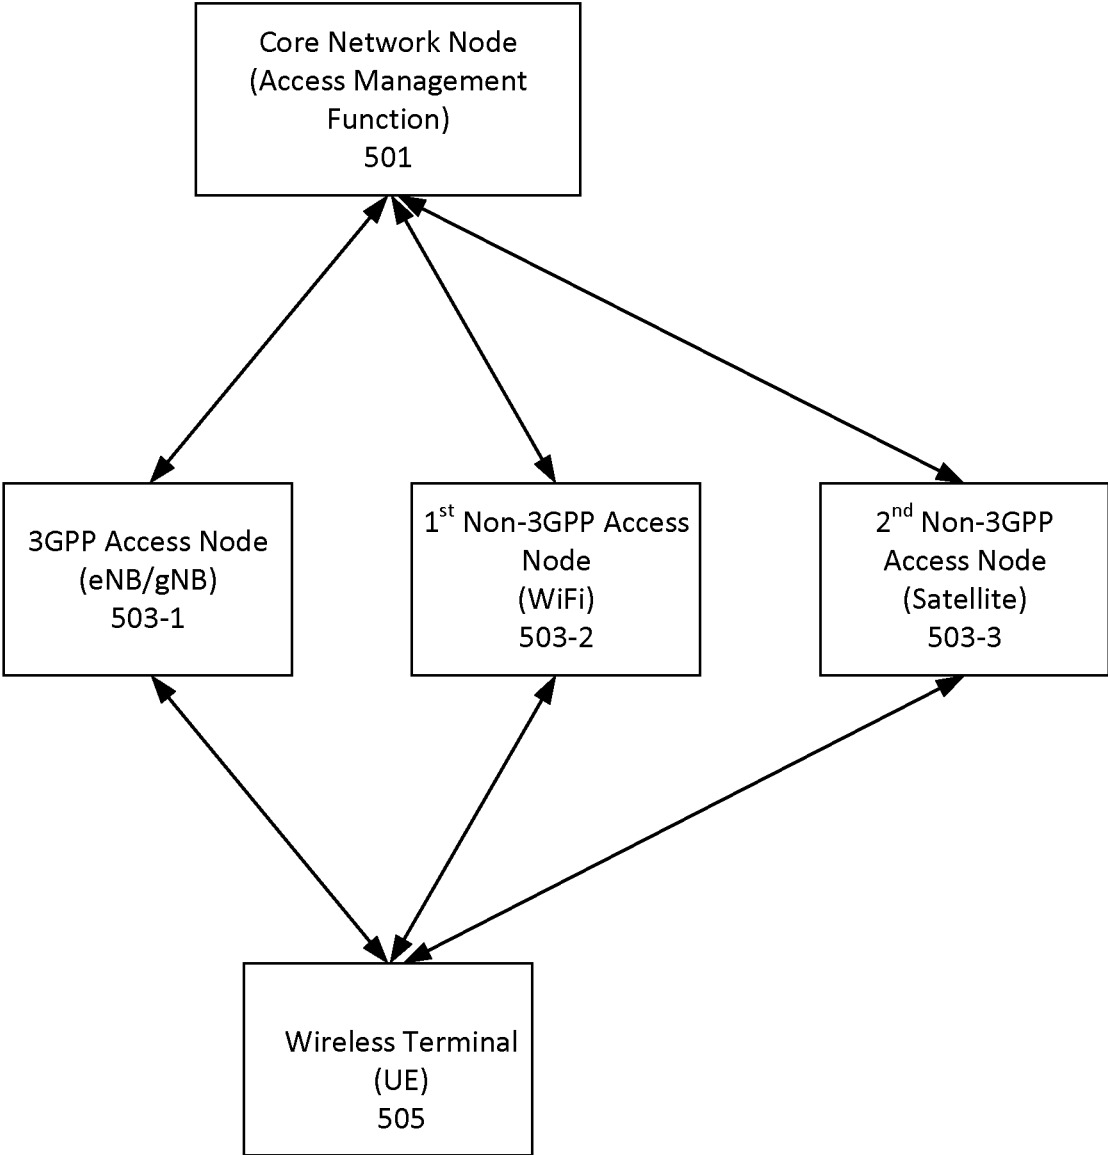 Core Network Node
(Access Management
Function)
501
3GPP Access Node
(eNB/gNB)
503-1
1st Non-3GPP Access
Node
(WiFi)
503-2
2nd Non-3GPP
Access Node
(Satellite)
503-3
Wireless Terminal
(UE)
505